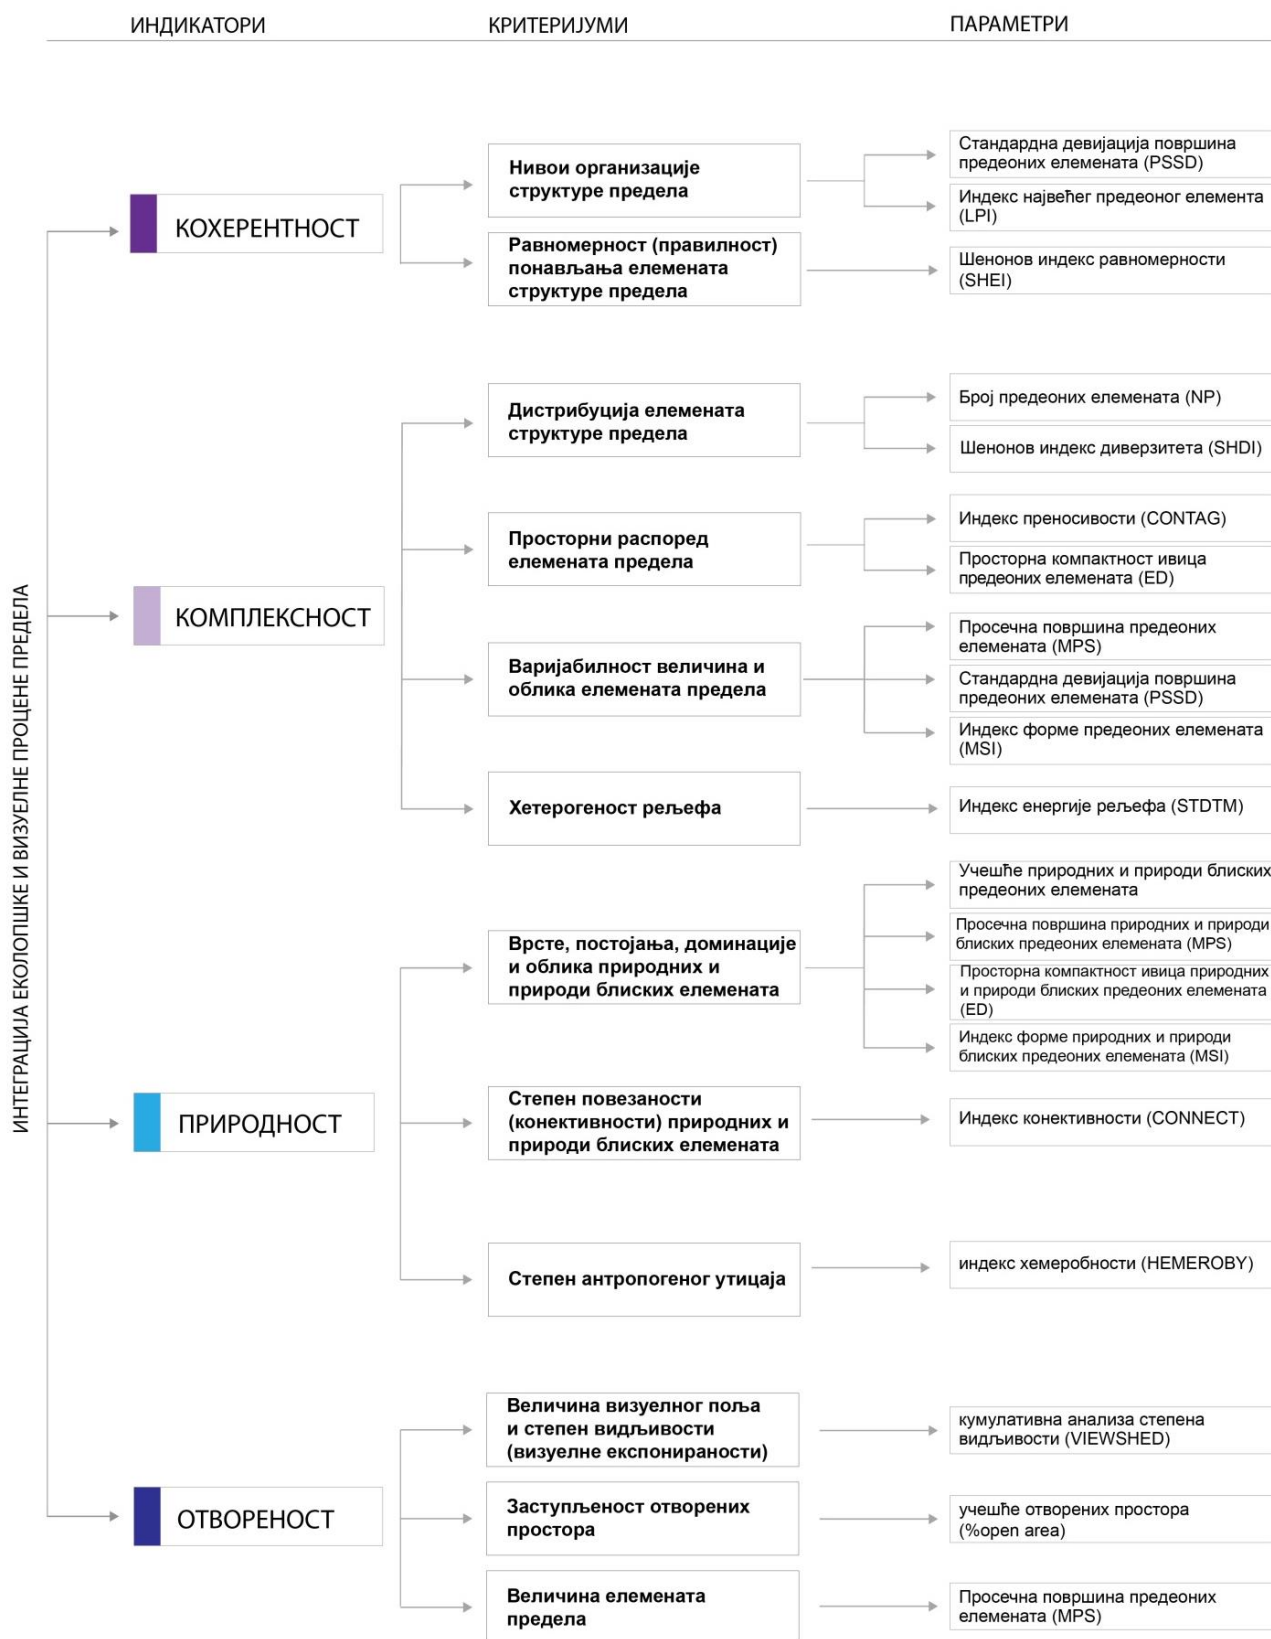 ИНДИКАТОРИ
КРИТЕРИЈУМИ
ПАРАМЕТРИ
ИНТЕГРАЦИЈА ЕКОЛОПШКЕ И ВИЗУЕЛНЕ ПРОЦЕНЕ ПРЕДЕЛА
КОХЕРЕНТНОСТ
Нивои организације
структуре предела
Стандардна девијација површина
предеоних елемената (PSSD)
Индекс највећег предеоног елемента
(LPI)
Равномерност (правилност)
понављања елемената
структуре предела
Шенонов индекс равномерности
(SHEI)
КОМПЛЕКСНОСТ
Дистрибуција елемената
структуре предела
Број предеоних елемената (NP)
Шенонов индекс диверзитета (SHDI)
Просторни распоред
елемената предела
Индекс преносивости (CONTAG)
Просторна компактност ивица
предеоних елемената (ED)
Варијабилност величина и
облика елемената предела
Просечна површина предеоних
елемената (MPS)
Стандардна девијација површина
предеоних елемената (PSSD)
Индекс форме предеоних елемената
(MSI)
Хетерогеност рељефа
Индекс енергије рељефа (STDTM)
ПРИРОДНОСТ
Врсте, постојања, доминације
и облика природних и
природи блиских елемената
Учешће природних и природи блиских
предеоних елемената
Просечна површина природних и природи
блиских предеоних елемената (MPS)
Просторна компактност ивица природних
и природи блиских предеоних елемената
(ED)
Индекс форме природних и природи
блиских предеоних елемената (MSI)
Степен повезаности
(конективности) природних и
природи блиских елемената
Индекс конективности (CONNECT)
Степен антропогеног утицаја
индекс хемеробности (HEMEROBY)
ОТВОРЕНОСТ
Величина визуелног поља
и степен видљивости
(визуелне експонираности)
кумулативна анализа степена
видљивости (VIEWSHED)
Заступљеност отворених
простора
учешће отворених простора
(%open area)
Величина елемената
предела
Просечна површина предеоних
елемената (MPS)